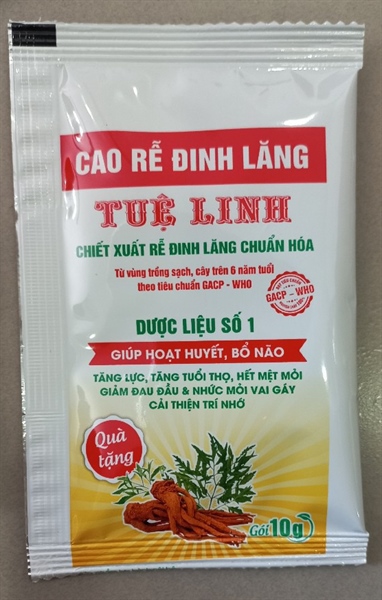 CAO RỄ ĐINH LĂNG
TUỆ LINH
CHIẾT XUẤT RỄ ĐINH LĂNG CHUẨN HÓA
Từ vùng trồng sạch, cây trên 6 năm tuổi
theo tiêu chuẩn GACP - WHO
GACP - WHO
DƯỢC LIỆU SỐ 1
GIÚP HOẠT HUYẾT, BỔ NÃO
TĂNG LỰC, TĂNG TUỔI THỌ, HẾT MỆT MỎI
GIẢM ĐAU ĐẦU & NHỨC MỎI VAI GÁY
CẢI THIỆN TRÍ NHỚ
Quà
tặng
Gói 10g